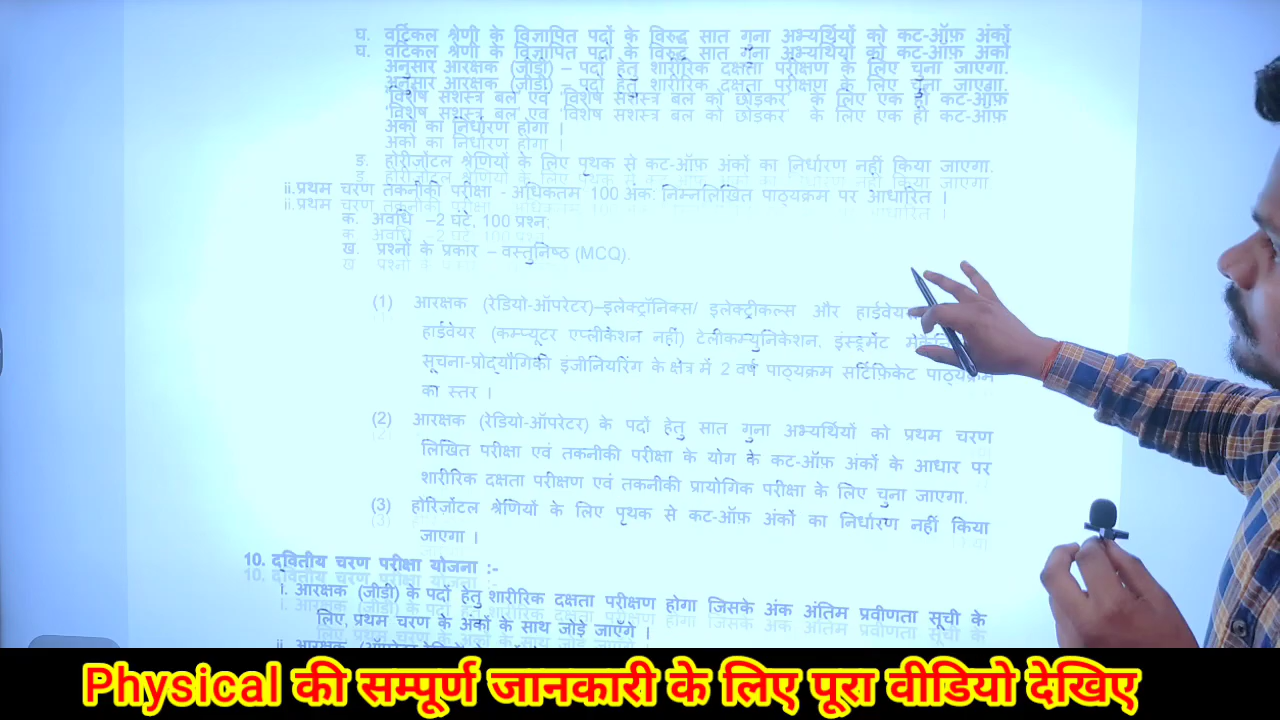 घ. वर्टिकल श्रेणी के विज्ञापित पदों के विरुद्ध सात गुना अभ्यर्थियों को कट-ऑफ़ अंकों
अनुसार आरक्षक (जीडी) – पदों हेतु शारीरिक दक्षता परीक्षण के लिए चुना जाएगा.
'विशेष सशस्त्र बल एवं 'विशेष सशस्त्र बल को छोड़कर' के लिए एक ही कट-ऑफ़
अंकों का निर्धारण होगा ।
ङ. होरीजोंटल श्रेणियों के लिए पृथक से कट-ऑफ अंकों का निर्धारण नहीं किया जाएगा.
ii.प्रथम चरण तकनीकी परीक्षा - अधिकतम 100 अंक: निम्नलिखित पाठ्यक्रम पर आधारित ।
क. अवधि –2 घंटे, 100 प्रश्न,
ख. प्रश्नों के प्रकार – वस्तुनिष्ठ (MCQ).
(1) आरक्षक (रेडियो-ऑपरेटर)–इलेक्ट्रॉनिक्स/ इलेक्ट्रीकल्स और हार्डवेयर
हार्डवेयर (कम्प्यूटर एप्लीकेशन नहीं) टेलीकम्युनिकेशन. इंस्ट्रूमेंट
सूचना-प्रोद्यौगिकी इंजीनियरिंग के क्षेत्र में 2 वर्ष पाठ्यक्रम सर्टिफ़िकेट पाठ्यक्रम
का स्तर ।
(2) आरक्षक (रेडियो-ऑपरेटर) के पदों हेतु सात गुना अभ्यर्थियों को प्रथम चरण
लिखित परीक्षा एवं तकनीकी परीक्षा के योग के कट-ऑफ़ अंकों के आधार पर
शारीरिक दक्षता परीक्षण एवं तकनीकी प्रायोगिक परीक्षा के लिए चुना जाएगा.
(3) होरिज़ोंटल श्रेणियों के लिए पृथक से कट-ऑफ़ अंकों का निर्धारण नहीं किया
जाएगा ।
10. द्वितीय चरण परीक्षा योजना :-
i. आरक्षक (जीडी) के पदों हेतु शारीरिक दक्षता परीक्षण होगा जिसके अंक अंतिम प्रवीणता सूची के
लिए, प्रथम चरण के अंकों के साथ जोड़े जाएंगे ।
ii. आरक्षक
Physical की सम्पूर्ण जानकारी के लिए पूरा वीडियो देखिए